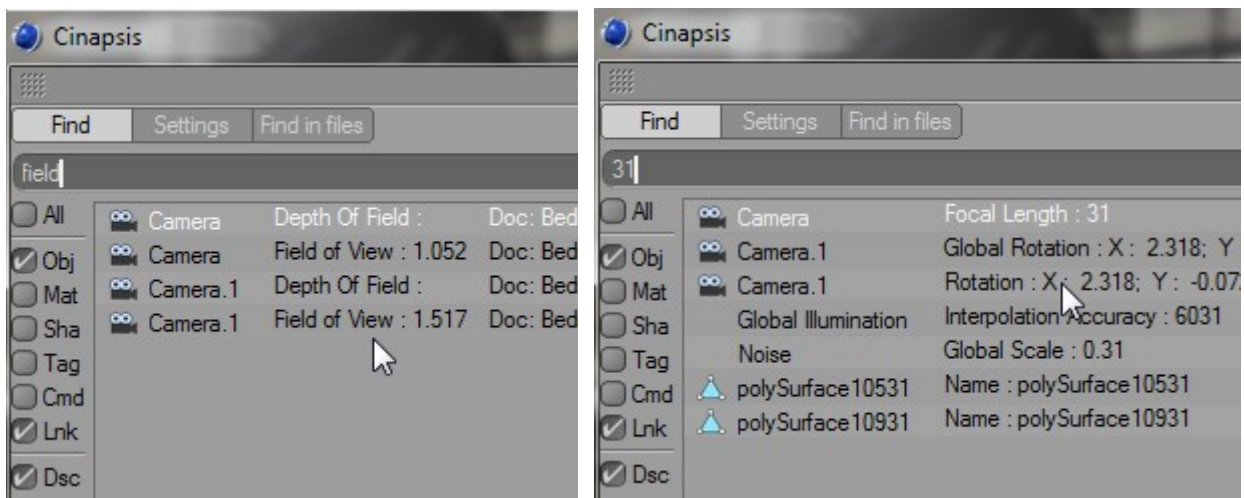 Cinapsis
Find Settings Find in files
field
All
Obj
Mat
Sha
Tag
Cmd
Lnk
Dsc
Camera Depth Of Field : Doc: Bed
Camera Field of View : 1.052 Doc: Bed
Camera.1 Depth Of Field : Doc: Bed
Camera.1 Field of View : 1.517 Doc: Bed
Cinapsis
Find Settings Find in files
31
All
Obj
Mat
Sha
Tag
Cmd
Lnk
Dsc
Camera Focal Length : 31
Camera.1 Global Rotation : X : 2.318; Y
Camera.1 Rotation : X : 2.318; Y : -0.07
Global Illumination Interpolation Accuracy : 6031
Noise Global Scale : 0.31
polySurface10531 Name : polySurface10531
polySurface10931 Name : polySurface10931